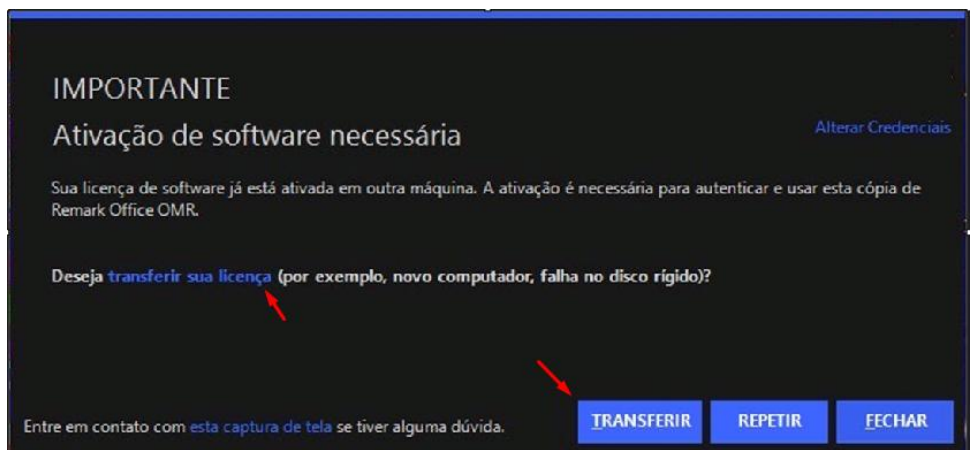 IMPORTANTE
Ativação de software necessária
Alterar Credenciais
Sua licença de software já está ativada em outra máquina. A ativação é necessária para autenticar e usar esta cópia de
Remark Office OMR.
Deseja transferir sua licença (por exemplo, novo computador, falha no disco rígido)?
Entre em contato com esta captura de tela se tiver alguma dúvida.
TRANSFERIR
REPETIR
FECHAR